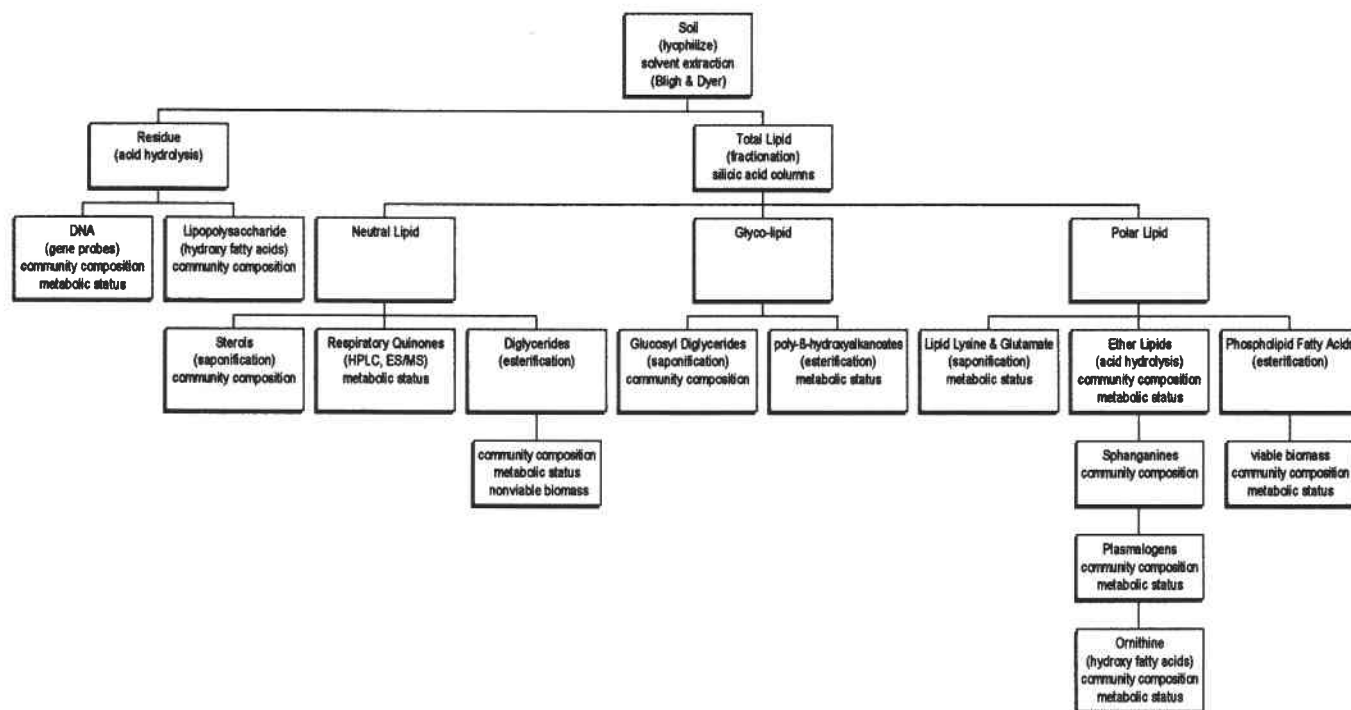 Soil
(lyophilize)
solvent extraction
(Bligh & Dyer)
Residue
(acid hydrolysis)
Total Lipid
(fractionation)
silicic acid columns
DNA
(gene probes)
community composition
metabolic status
Lipopolysaccharide
(hydroxy fatty acids)
community composition
Neutral Lipid
Glyco-lipid
Polar Lipid
Sterols
(saponification)
community composition
Respiratory Quinones
(HPLC, ES/MS)
metabolic status
Diglycerides
(esterification)
Glucosyl Diglycerides
(saponification)
community composition
poly-ß-hydroxyalkanoates
(esterification)
metabolic status
Lipid Lysine & Glutamate
(saponification)
metabolic status
Ether Lipids
(acid hydrolysis)
community composition
metabolic status
Phospholipid Fatty Acids
(esterification)
community composition
metabolic status
nonviable biomass
Sphanganines
community composition
viable biomass
community composition
metabolic status
Plasmalogens
community composition
metabolic status
Ornithine
(hydroxy fatty acids)
community composition
metabolic status